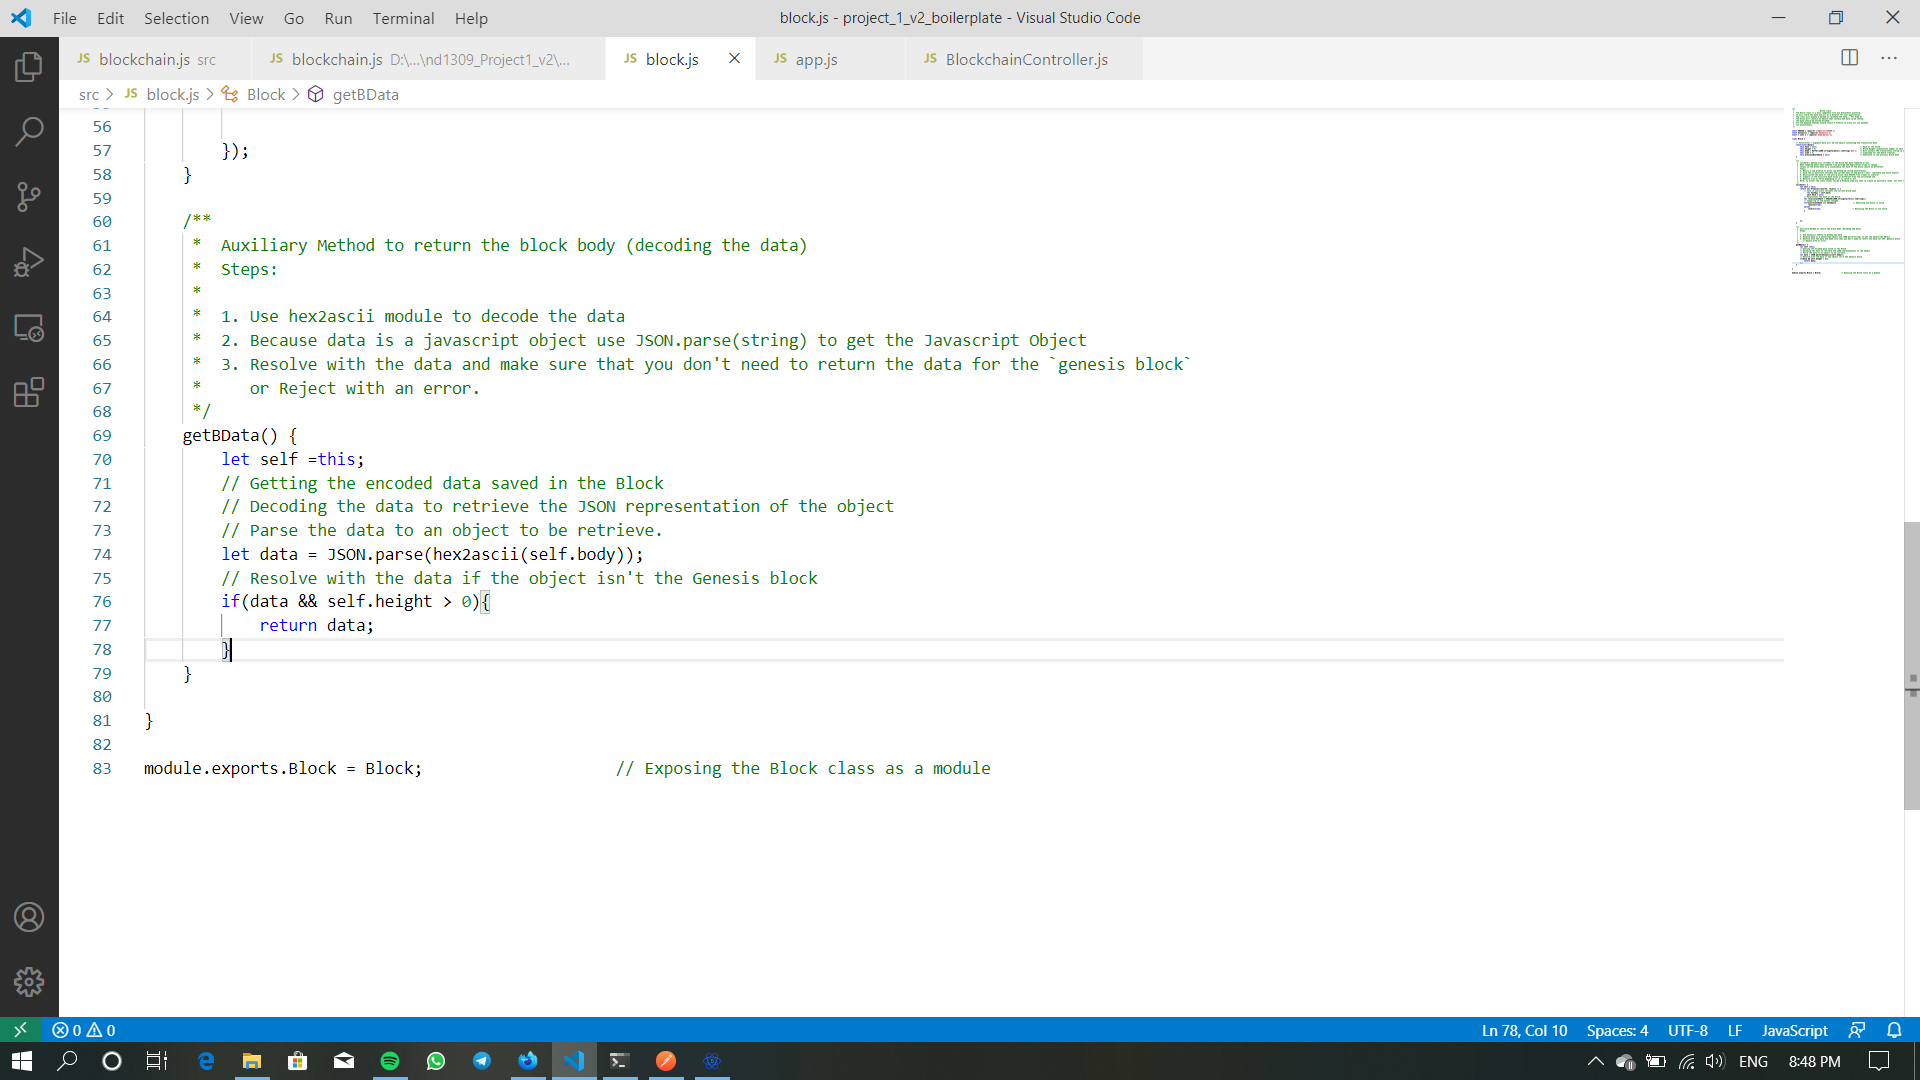 File Edit Selection View Go Run Terminal Help
block.js - project_1_v2_boilerplate - Visual Studio Code
JS blockchain.js src
JS blockchain.js D:\...\nd1309_Project1_v2\...
JS block.js
JS app.js
JS BlockchainController.js
src > JS block.js > Block > getBData
56
57 });
58 }
59
60 /**
61 * Auxiliary Method to return the block body (decoding the data)
62 * Steps:
63 *
64 * 1. Use hex2ascii module to decode the data
65 * 2. Because data is a javascript object use JSON.parse(string) to get the Javascript Object
66 * 3. Resolve with the data and make sure that you don't need to return the data for the `genesis block`
67 * or Reject with an error.
68 */
69 getBData() {
70 let self =this;
71 // Getting the encoded data saved in the Block
72 // Decoding the data to retrieve the JSON representation of the object
73 // Parse the data to an object to be retrieve.
74 let data = JSON.parse(hex2ascii(self.body));
75 // Resolve with the data if the object isn't the Genesis block
76 if(data && self.height > 0){
77 return data;
78 }
79 }
80
81 }
82
83 module.exports.Block = Block; // Exposing the Block class as a module
0 0
Ln 78, Col 10 Spaces: 4 UTF-8 LF JavaScript
ENG 8:48 PM